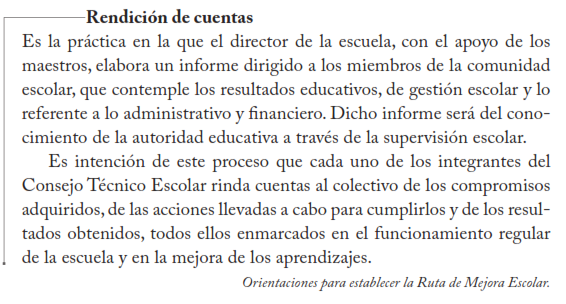 Rendición de cuentas
Es la práctica en la que el director de la escuela, con el apoyo de los
maestros, elabora un informe dirigido a los miembros de la comunidad
escolar, que contemple los resultados educativos, de gestión escolar y lo
referente a lo administrativo y financiero. Dicho informe será del cono-
cimiento de la autoridad educativa a través de la supervisión escolar.
Es intención de este proceso que cada uno de los integrantes del
Consejo Técnico Escolar rinda cuentas al colectivo de los compromisos
adquiridos, de las acciones llevadas a cabo para cumplirlos y de los resul-
tados obtenidos, todos ellos enmarcados en el funcionamiento regular
de la escuela y en la mejora de los aprendizajes.
Orientaciones para establecer la Ruta de Mejora Escolar.